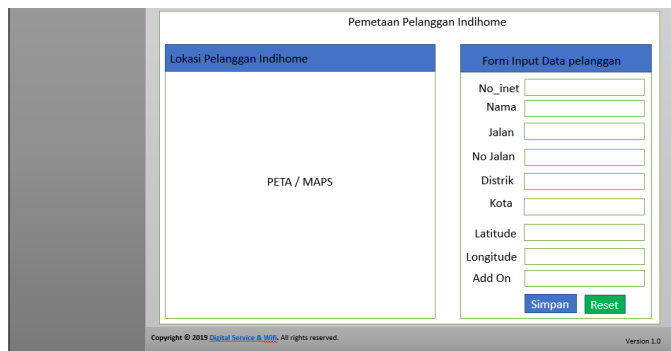 Pemetaan Pelanggan Indihome
Lokasi Pelanggan Indihome
PETA / MAPS
Form Input Data pelanggan
No_inet
Nama
Jalan
No Jalan
Distrik
Kota
Latitude
Longitude
Add On
Simpan
Reset
Copyright © 2019 Digital Service & Wifi. All rights reserved.
Version 1.0